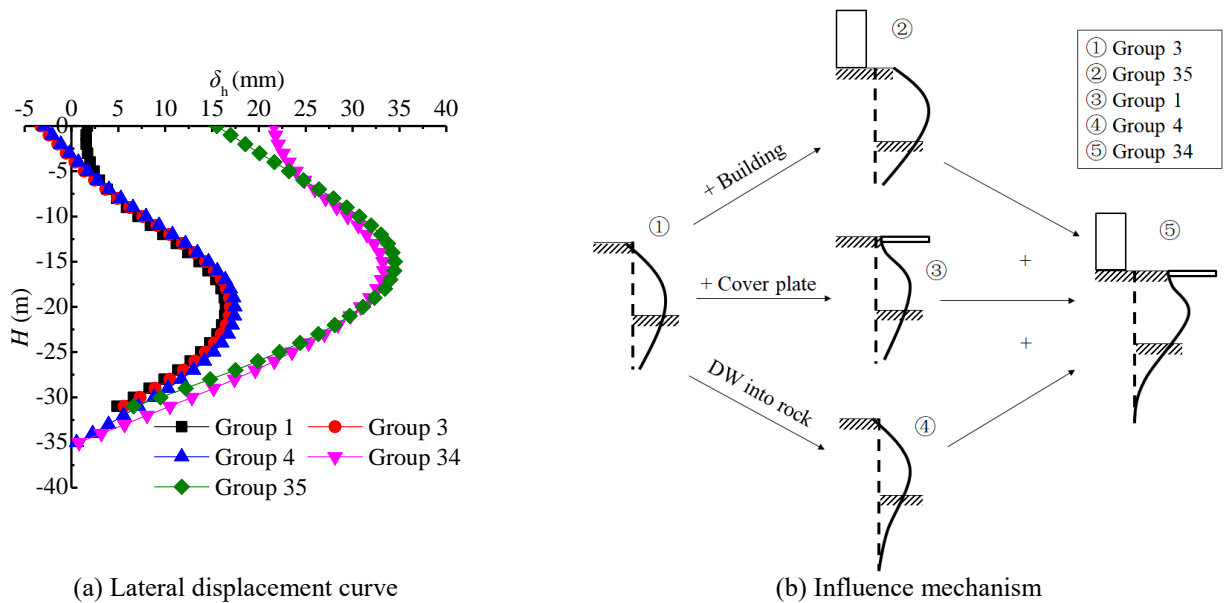 δh (mm)
-5 0 5 10 15 20 25 30 35 40
0
-5
-10
-15
-20
-25
-30
-35
-40
H (m)
Group 1 Group 3
Group 4 Group 34
Group 35
(a) Lateral displacement curve
②
① Group 3
② Group 35
③ Group 1
④ Group 4
⑤ Group 34
+ Building
①
+ Cover plate
③
DW into rock
④
+
+
⑤
(b) Influence mechanism